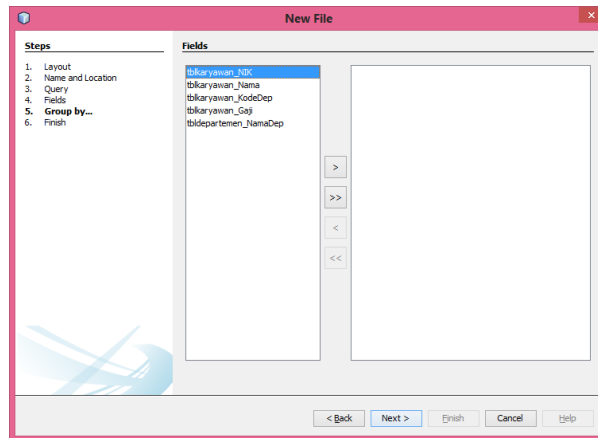 New File
Steps
1. Layout
2. Name and Location
3. Query
4. Fields
5. Group by...
6. Finish
Fields
tblkaryawan_NIK
tblkaryawan_Nama
tblkaryawan_KodeDep
tblkaryawan_Gaji
tbldepartemen_NamaDep
>
>>
<
<<
< Back Next > Finish Cancel Help